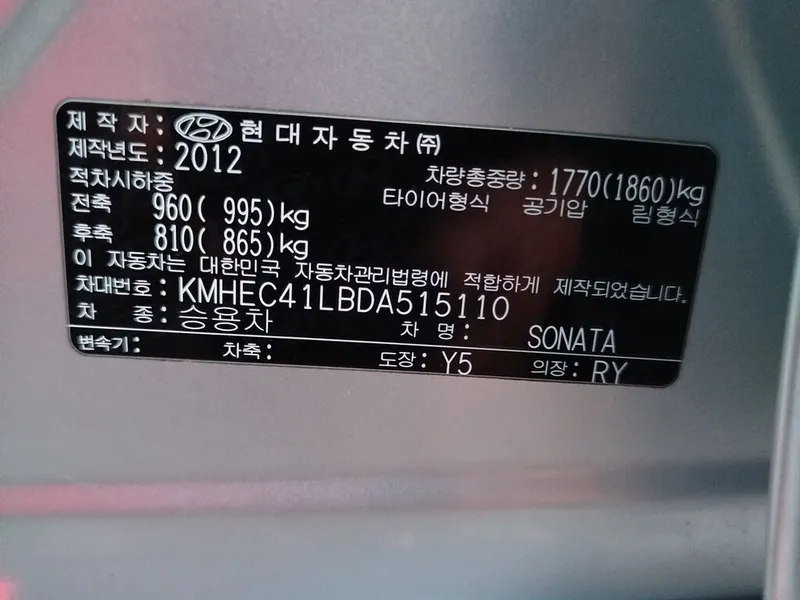 제 작 자 : 현대자동차㈜
제작년도 : 2012
적차시하중 차량총중량 : 1770(1860)kg
전축 960( 995)kg 타이어형식 공기압 림형식
후축 810( 865)kg
이 자동차는 대한민국 자동차관리법령에 적합하게 제작되었습니다.
차대번호 : KMHEC41LBDA515110
차 종 : 승용차 차 명 : SONATA
변속기 : 차축 : 도장 : Y5 의장 : RY